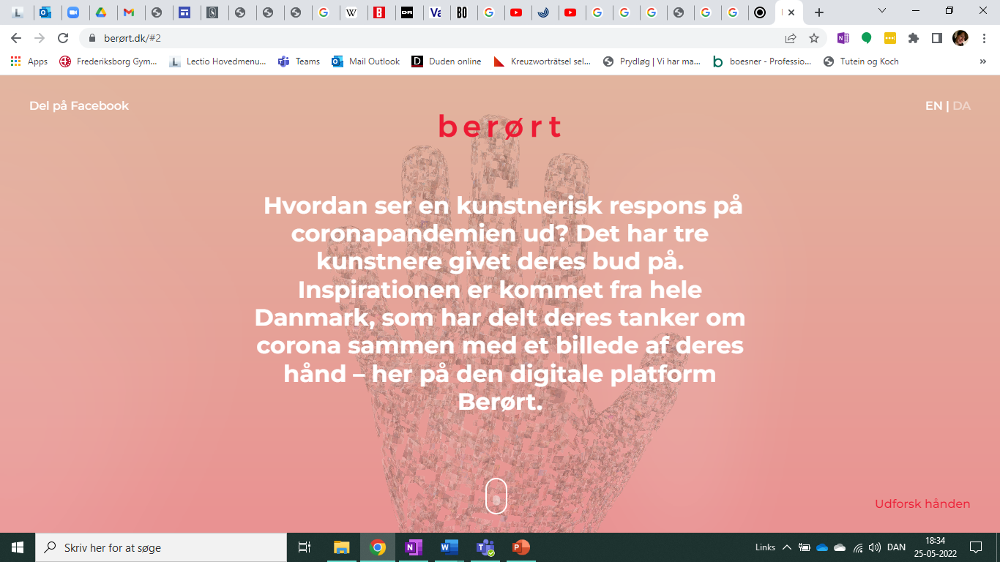 berørt.dk/#2
Apps
Frederiksborg Gym...
Lectio Hovedmenu...
Teams
Mail Outlook
Duden online
Kreuzworträtsel sel...
Prydløg | Vi har ma...
boesner - Professio...
Tutein og Koch
»
Del på Facebook
EN | DA
berørt
Hvordan ser en kunstnerisk respons på
coronapandemien ud? Det har tre
kunstnere givet deres bud på.
Inspirationen er kommet fra hele
Danmark, som har delt deres tanker om
corona sammen med et billede af deres
hånd – her på den digitale platform
Berørt.
Udforsk hånden
Skriv her for at søge
Links
DAN
18:34
25-05-2022